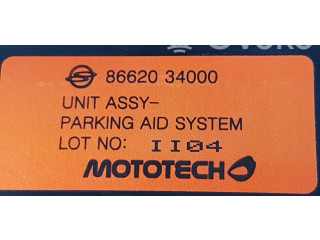 86620 34000
UNIT ASSY-
PARKING AID SYSTEM
LOT NO: II04
MOTOTECH